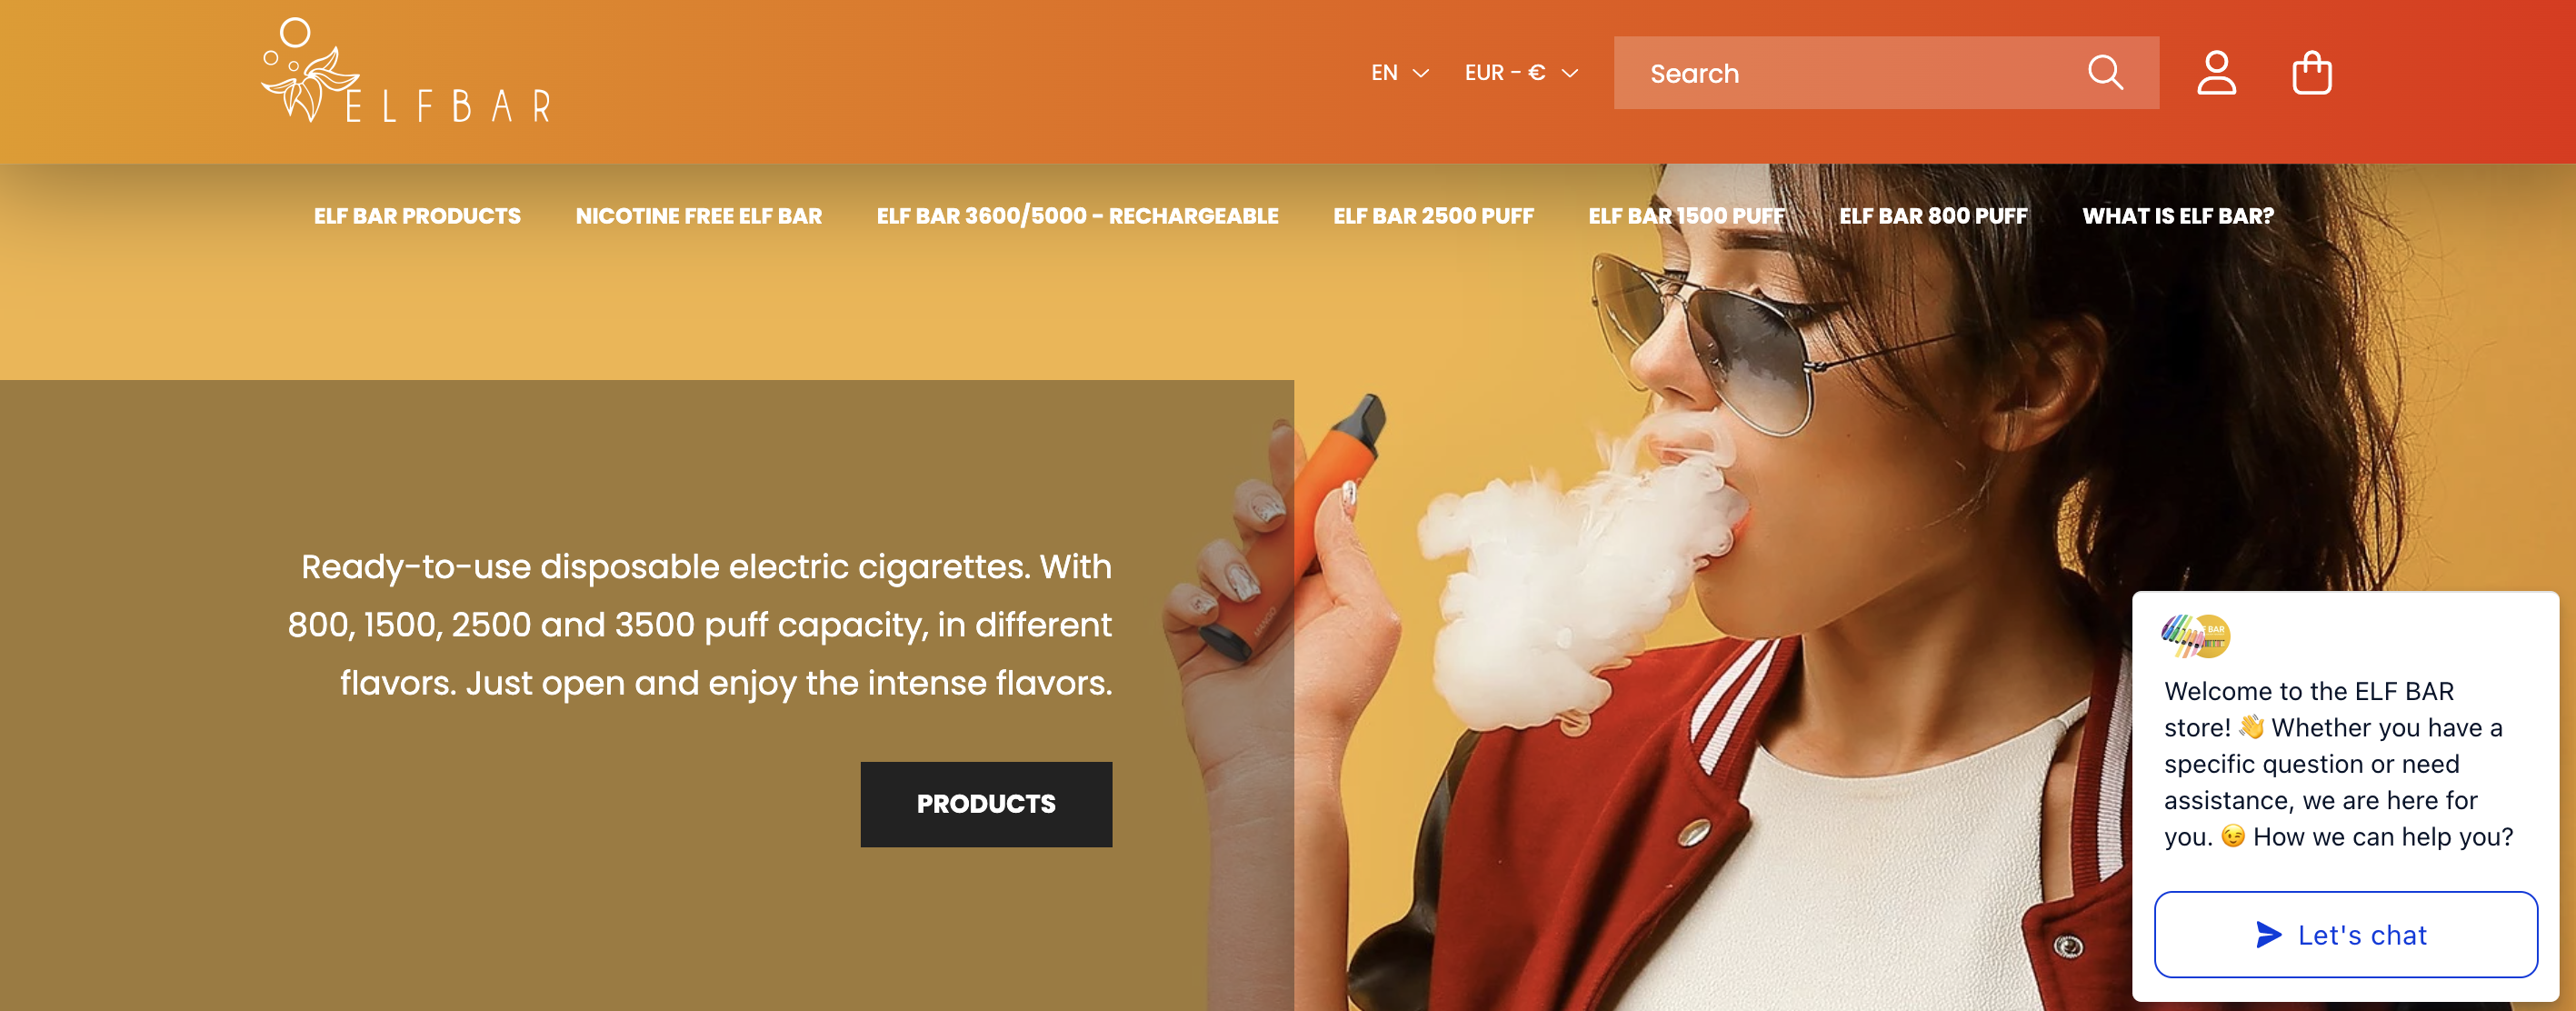 ELFBAR
EN
EUR - €
Search
ELF BAR PRODUCTS
NICOTINE FREE ELF BAR
ELF BAR 3600/5000 - RECHARGEABLE
ELF BAR 2500 PUFF
ELF BAR 1500 PUFF
ELF BAR 800 PUFF
WHAT IS ELF BAR?
Ready-to-use disposable electric cigarettes. With
800, 1500, 2500 and 3500 puff capacity, in different
flavors. Just open and enjoy the intense flavors.
PRODUCTS
MANGO
Welcome to the ELF BAR
store! 👋 Whether you have a
specific question or need
assistance, we are here for
you. 😉 How we can help you?
Let's chat